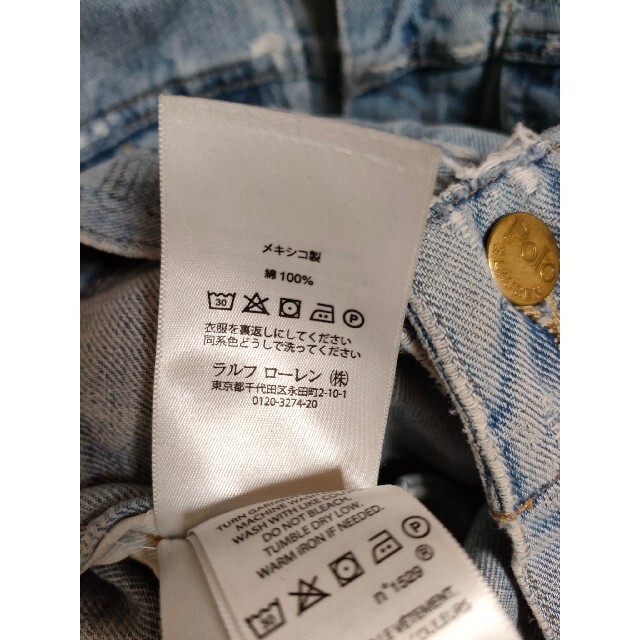 メキシコ製
綿 100%
30 P
衣服を裏返しにしてください
同系色どうしで洗ってください
ラルフ ローレン (株)
東京都千代田区永田町2-10-1
0120-3274-20
Polo
TURN
MACHINE WAR
WASH WITH LIKE
DO NOT BLEACH.
TUMBLE DRY LOW.
WARM IRON IF NEEDED
30 P
n°1529 ®
VÊTEMENT.
COULEURS